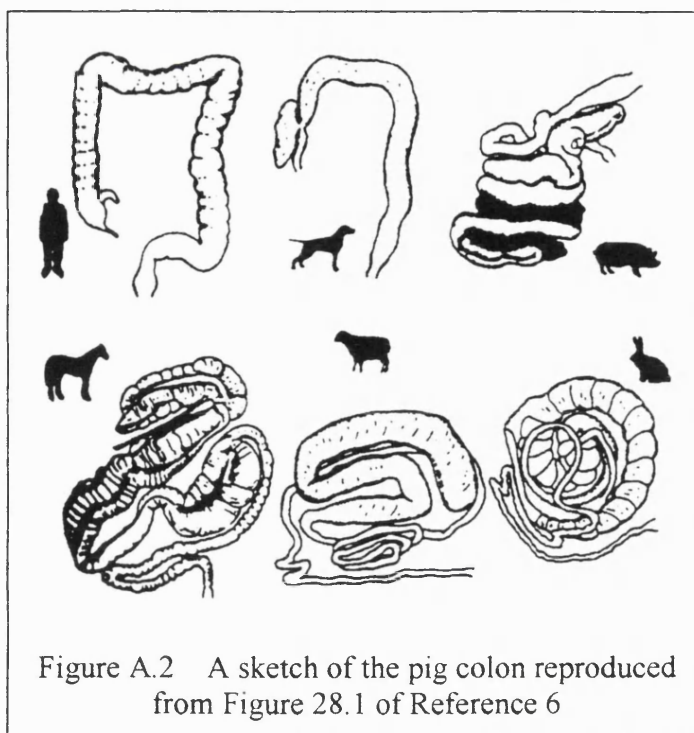 Figure A.2 A sketch of the pig colon reproduced
from Figure 28.1 of Reference 6